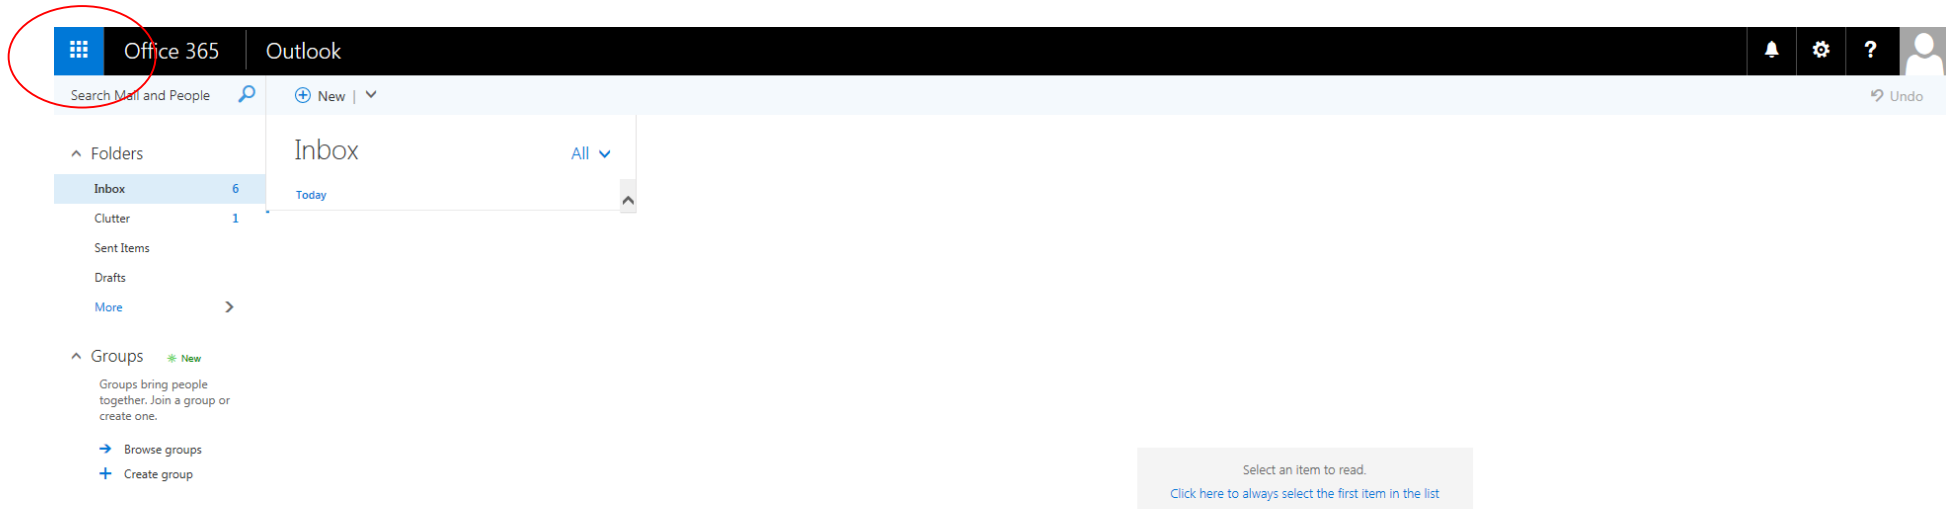 Office 365 Outlook ?
Search Mail and People New Undo
Folders
Inbox 6
Clutter 1
Sent Items
Drafts
More
Groups New
Groups bring people
together. Join a group or
create one.
Browse groups
Create group
Inbox All
Today
Select an item to read.
Click here to always select the first item in the list